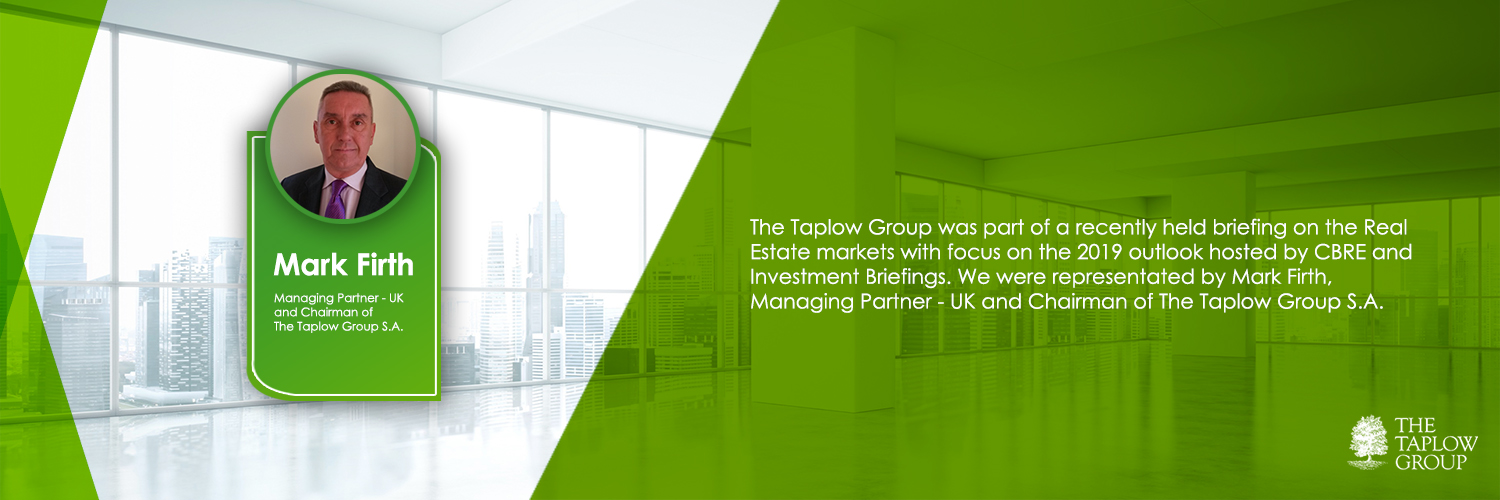 Mark Firth
Managing Partner - UK
and Chairman of
The Taplow Group S.A.
The Taplow Group was part of a recently held briefing on the Real
Estate markets with focus on the 2019 outlook hosted by CBRE and
Investment Briefings. We were representated by Mark Firth,
Managing Partner - UK and Chairman of The Taplow Group S.A.
THE
TAPLOW
GROUP